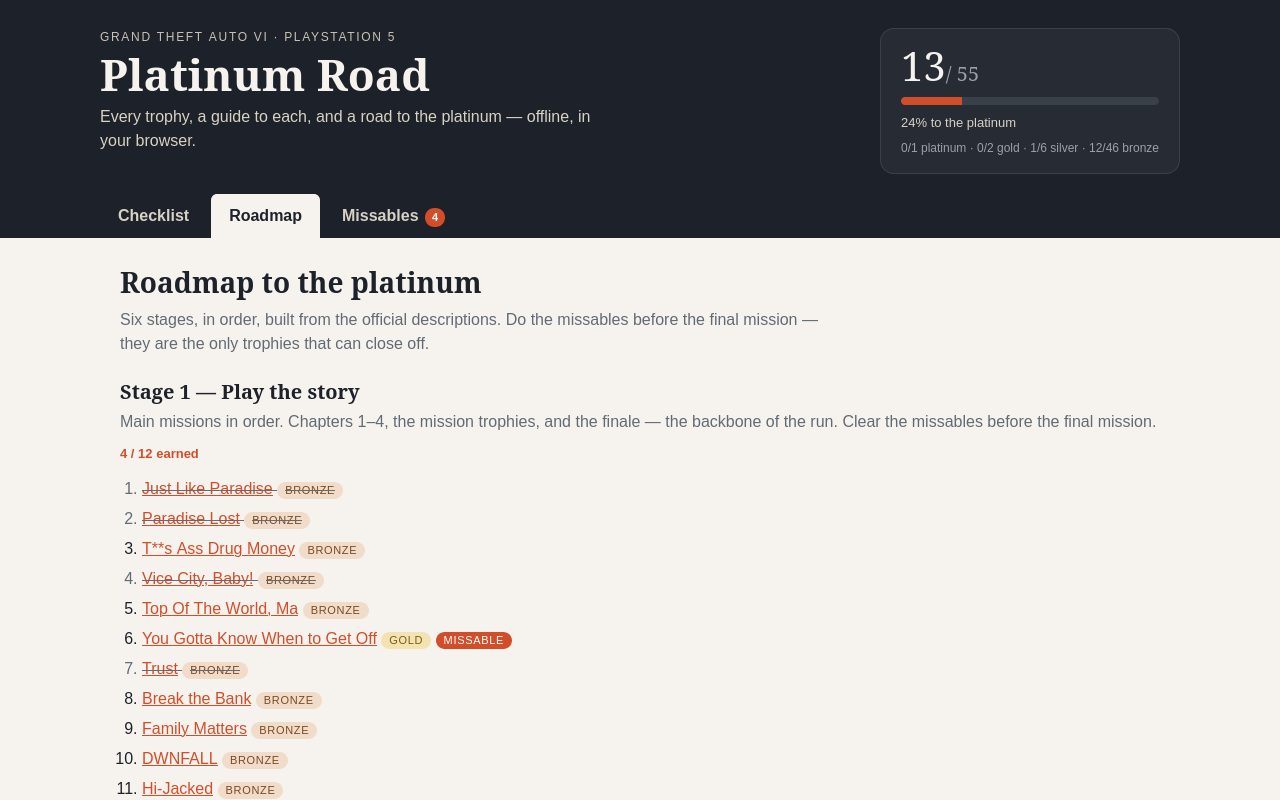 GRAND THEFT AUTO VI · PLAYSTATION 5
Platinum Road
Every trophy, a guide to each, and a road to the platinum — offline, in
your browser.
13 / 55
24% to the platinum
0/1 platinum · 0/2 gold · 1/6 silver · 12/46 bronze
Checklist Roadmap Missables 4
Roadmap to the platinum
Six stages, in order, built from the official descriptions. Do the missables before the final mission —
they are the only trophies that can close off.
Stage 1 — Play the story
Main missions in order. Chapters 1–4, the mission trophies, and the finale — the backbone of the run. Clear the missables before the final mission.
4 / 12 earned
1. Just Like Paradise BRONZE
2. Paradise Lost BRONZE
3. T**s Ass Drug Money BRONZE
4. Vice City, Baby! BRONZE
5. Top Of The World, Ma BRONZE
6. You Gotta Know When to Get Off GOLD MISSABLE
7. Trust BRONZE
8. Break the Bank BRONZE
9. Family Matters BRONZE
10. DWNFALL BRONZE
11. Hi-Jacked BRONZE